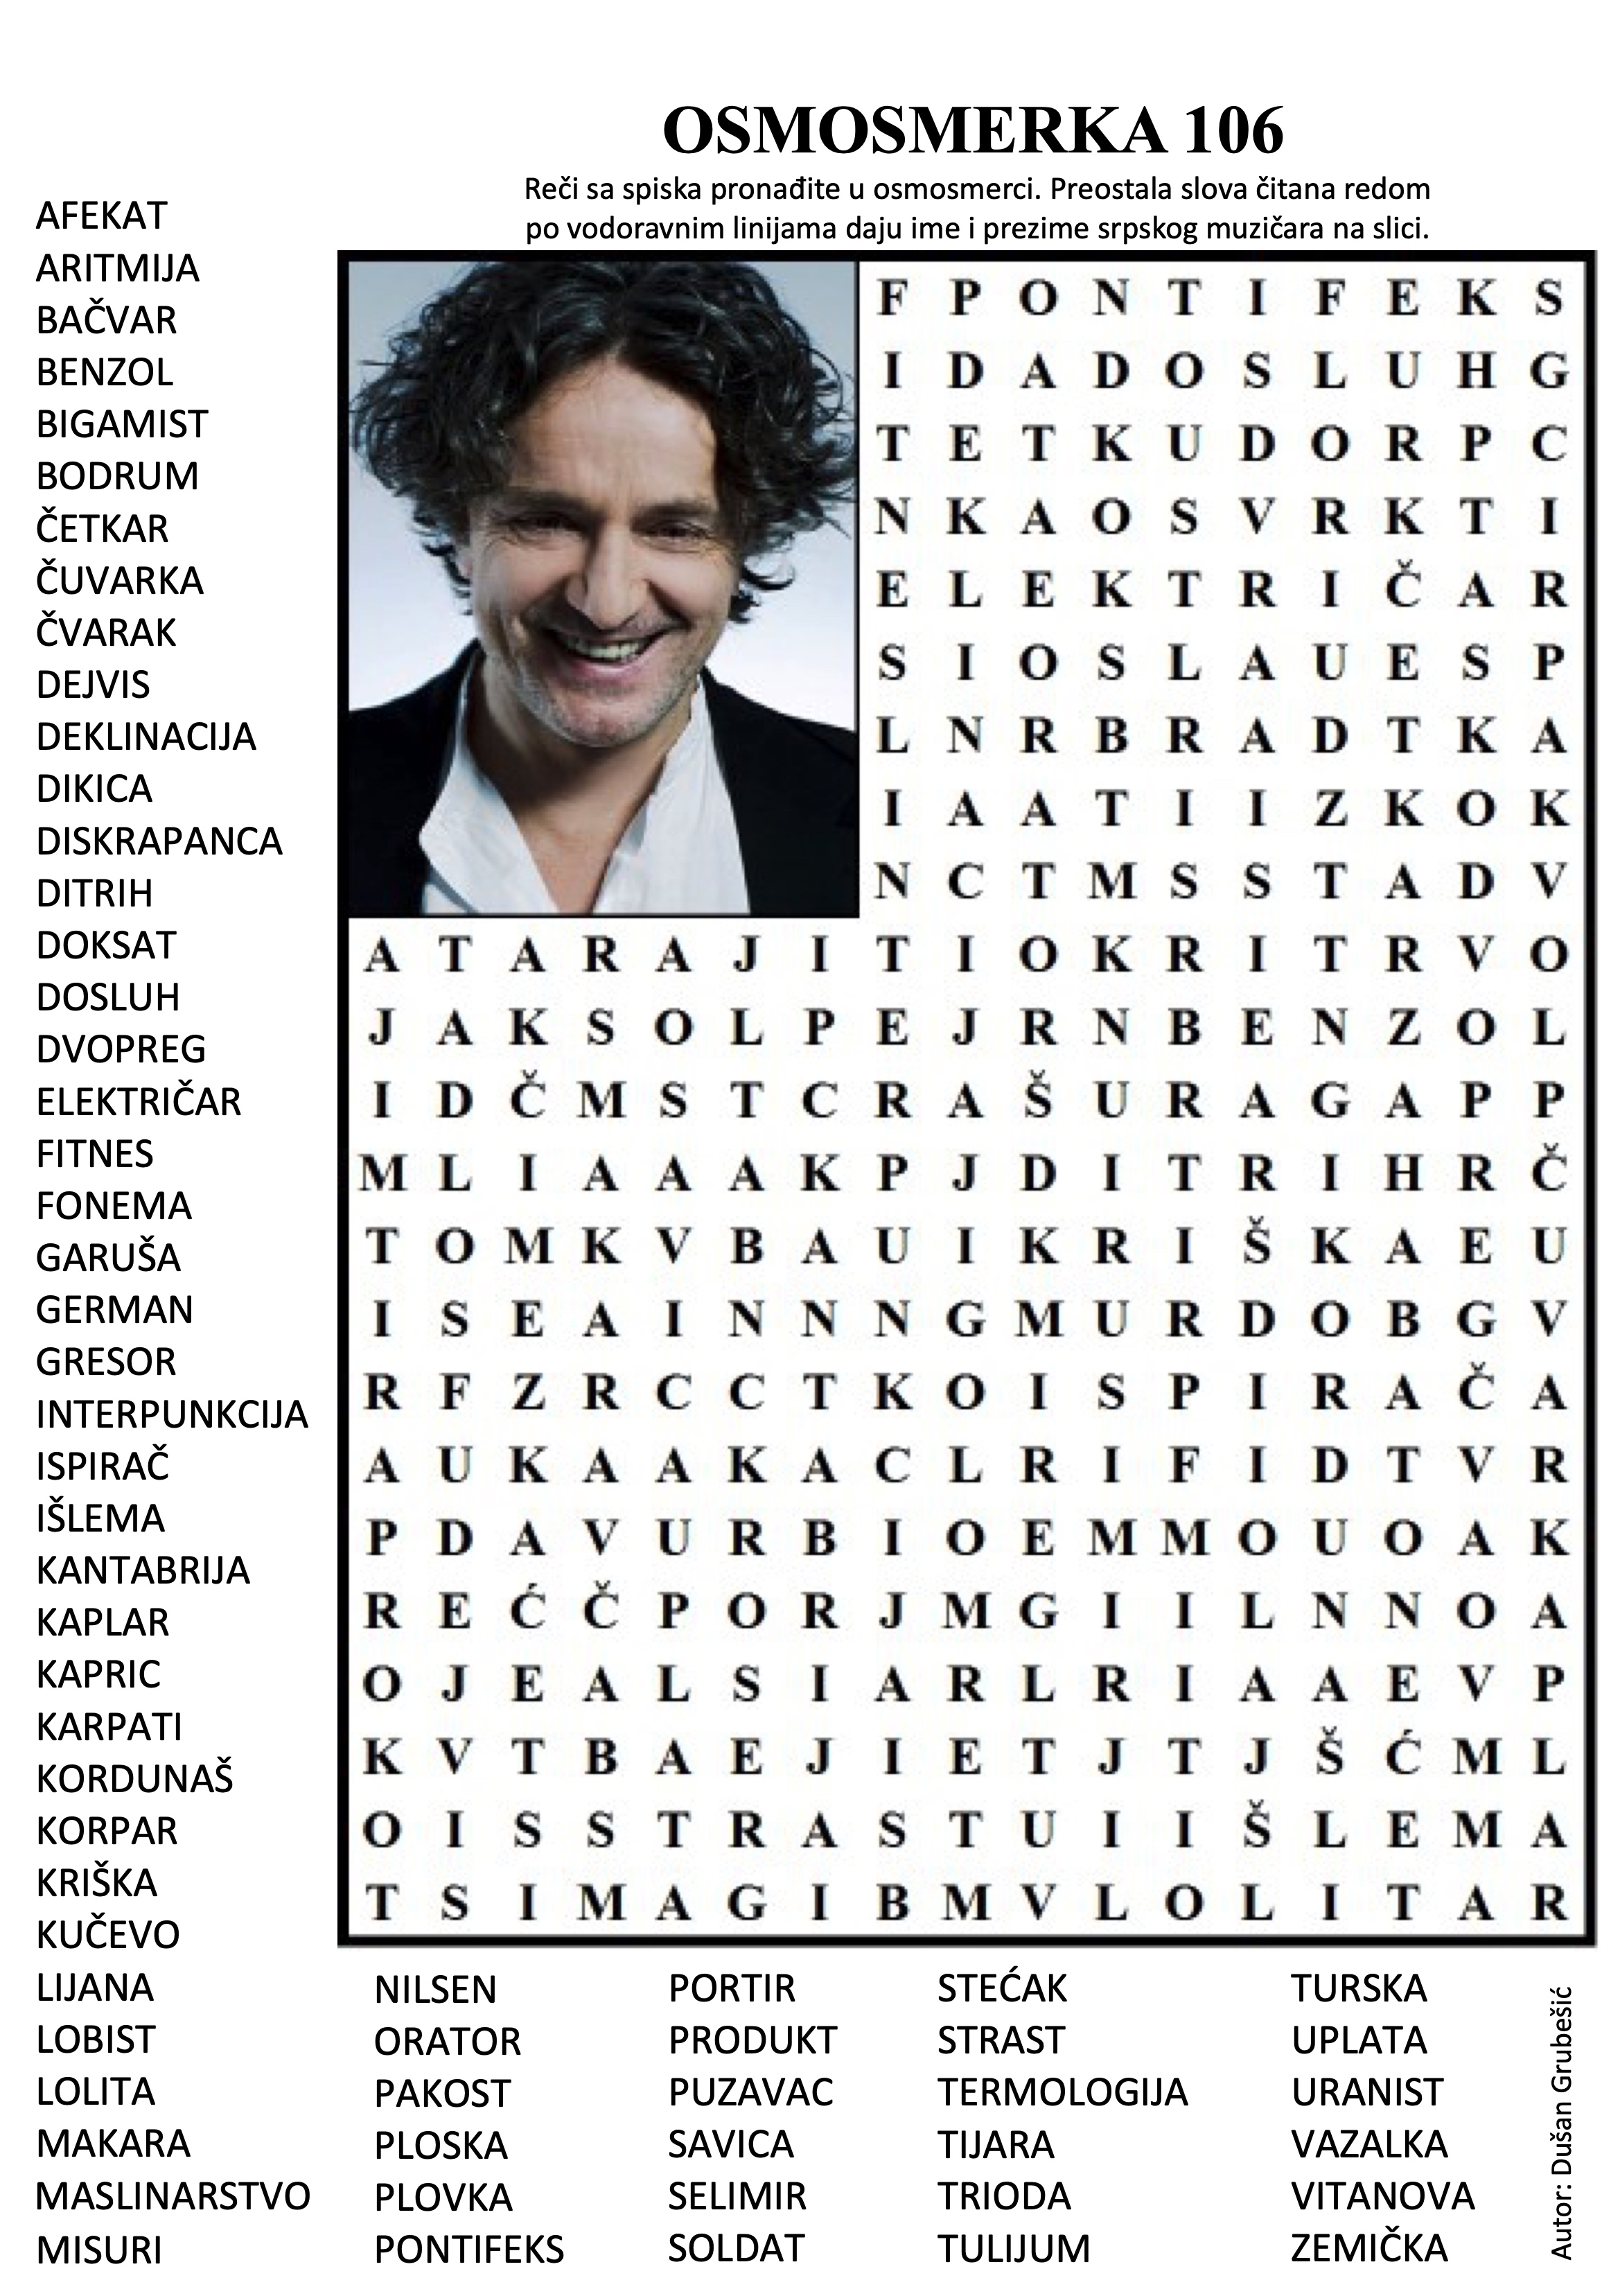 OSMOSMERKA 106
Reči sa spiska pronađite u osmosmerci. Preostala slova čitana redom
po vodoravnim linijama daju ime i prezime srpskog muzičara na slici.
AFEKAT
ARITMIJA
BAČVAR
BENZOL
BIGAMIST
BODRUM
ČETKAR
ČUVARKA
ČVARAK
DEJVIS
DEKLINACIJA
DIKICA
DISKRAPANCA
DITRIH
DOKSAT
DOSLUH
DVOPREG
ELEKTRIČAR
FITNES
FONEMA
GARUŠA
GERMAN
GRESOR
INTERPUNKCIJA
ISPIRAČ
IŠLEMA
KANTABRIJA
KAPLAR
KAPRIC
KARPATI
KORDUNAŠ
KORPAR
KRIŠKA
KUČEVO
LIJANA
LOBIST
LOLITA
MAKARA
MASLINARSTVO
MISURI
F P O N T I F E K S
I D A D O S L U H G
T E T K U D O R P C
N K A O S V R K T I
E L E K T R I Č A R
S I O S L A U E S P
L N R B R A D T K A
I A A T I I Z K O K
N C T M S S T A D V
A T A R A J I T I O K R I T R V O
J A K S O L P E J R N B E N Z O L
I D Č M S T C R A Š U R A G A P P
M L I A A A K P J D I T R I H R Č
T O M K V B A U I K R I Š K A E U
I S E A I N N N G M U R D O B G V
R F Z R C C T K O I S P I R A Č A
A U K A A K A C L R I F I D T V R
P D A V U R B I O E M M O U O A K
R E Ć Č P O R J M G I I L N N O A
O J E A L S I A R L R I A A E V P
K V T B A E J I E T J T J Š Ć M L
O I S S T R A S T U I I Š L E M A
T S I M A G I B M V L O L I T A R
NILSEN
ORATOR
PAKOST
PLOSKA
PLOVKA
PONTIFEKS
PORTIR
PRODUKT
PUZAVAC
SAVICA
SELIMIR
SOLDAT
STEĆAK
STRAST
TERMOLOGIJA
TIJARA
TRIODA
TULIJUM
TURSKA
UPLATA
URANIST
VAZALKA
VITANOVA
ZEMIČKA
Autor: Dušan Grubešić